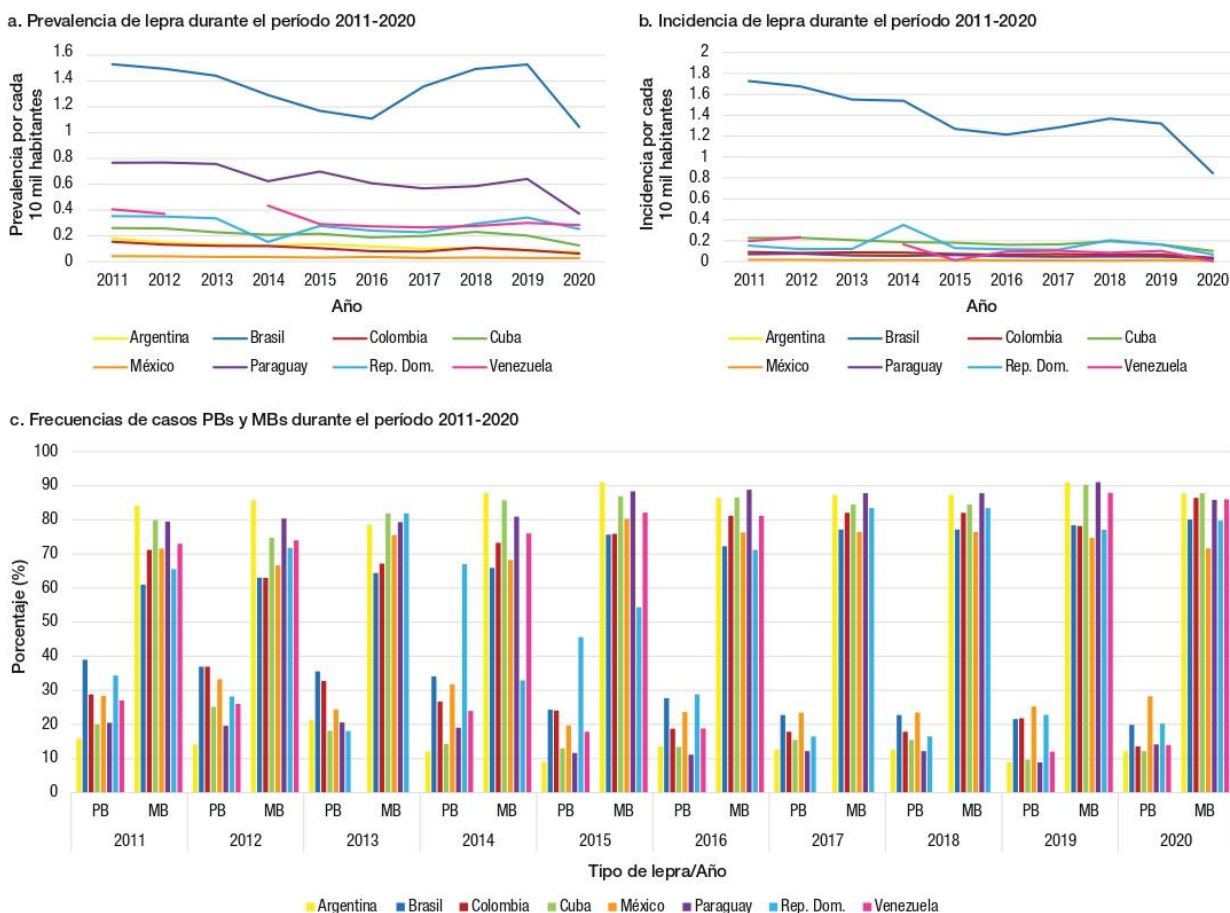 a. Prevalencia de lepra durante el período 2011-2020
Prevalencia por cada
10 mil habitantes
1.6
1.4
1.2
1
0.8
0.6
0.4
0.2
0
2011 2012 2013 2014 2015 2016 2017 2018 2019 2020
Año
Argentina Brasil Colombia Cuba
México Paraguay Rep. Dom. Venezuela
b. Incidencia de lepra durante el período 2011-2020
Incidencia por cada
10 mil habitantes
2
1.8
1.6
1.4
1.2
1
0.8
0.6
0.4
0.2
0
2011 2012 2013 2014 2015 2016 2017 2018 2019 2020
Año
Argentina Brasil Colombia Cuba
México Paraguay Rep. Dom. Venezuela
c. Frecuencias de casos PBs y MBs durante el período 2011-2020
Porcentaje (%)
100
90
80
70
60
50
40
30
20
10
0
PB MB PB MB PB MB PB MB PB MB PB MB PB MB PB MB PB MB PB MB
2011 2012 2013 2014 2015 2016 2017 2018 2019 2020
Tipo de lepra/Año
Argentina Brasil Colombia Cuba México Paraguay Rep. Dom. Venezuela